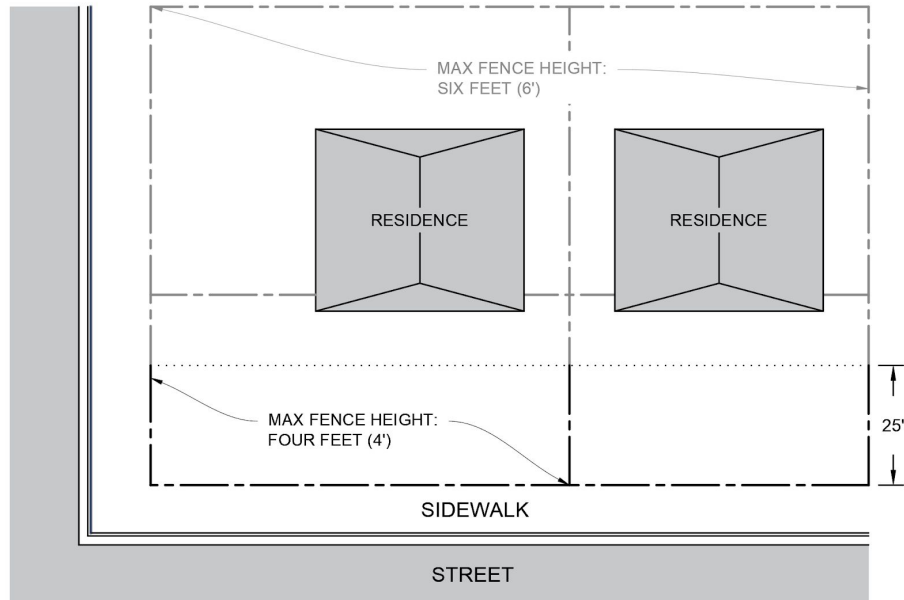 MAX FENCE HEIGHT:
SIX FEET (6')
RESIDENCE
RESIDENCE
MAX FENCE HEIGHT:
FOUR FEET (4')
25'
SIDEWALK
STREET